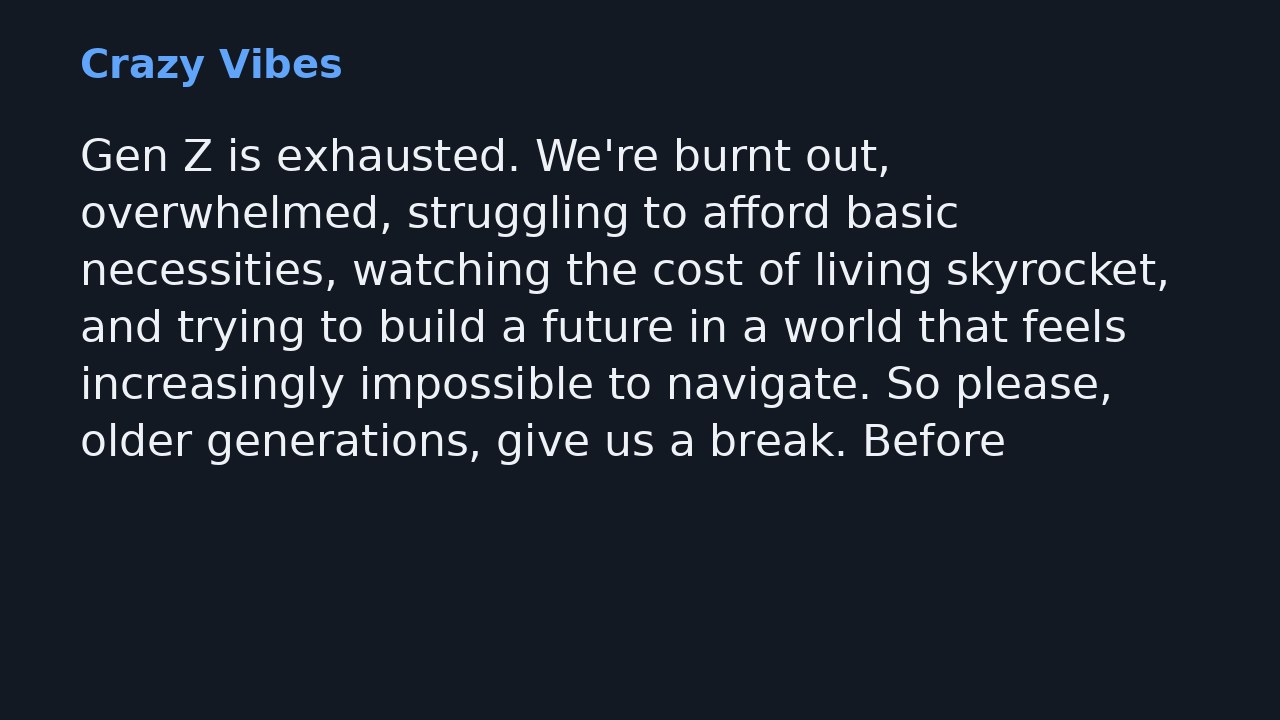 Crazy Vibes
Gen Z is exhausted. We're burnt out,
overwhelmed, struggling to afford basic
necessities, watching the cost of living skyrocket,
and trying to build a future in a world that feels
increasingly impossible to navigate. So please,
older generations, give us a break. Before